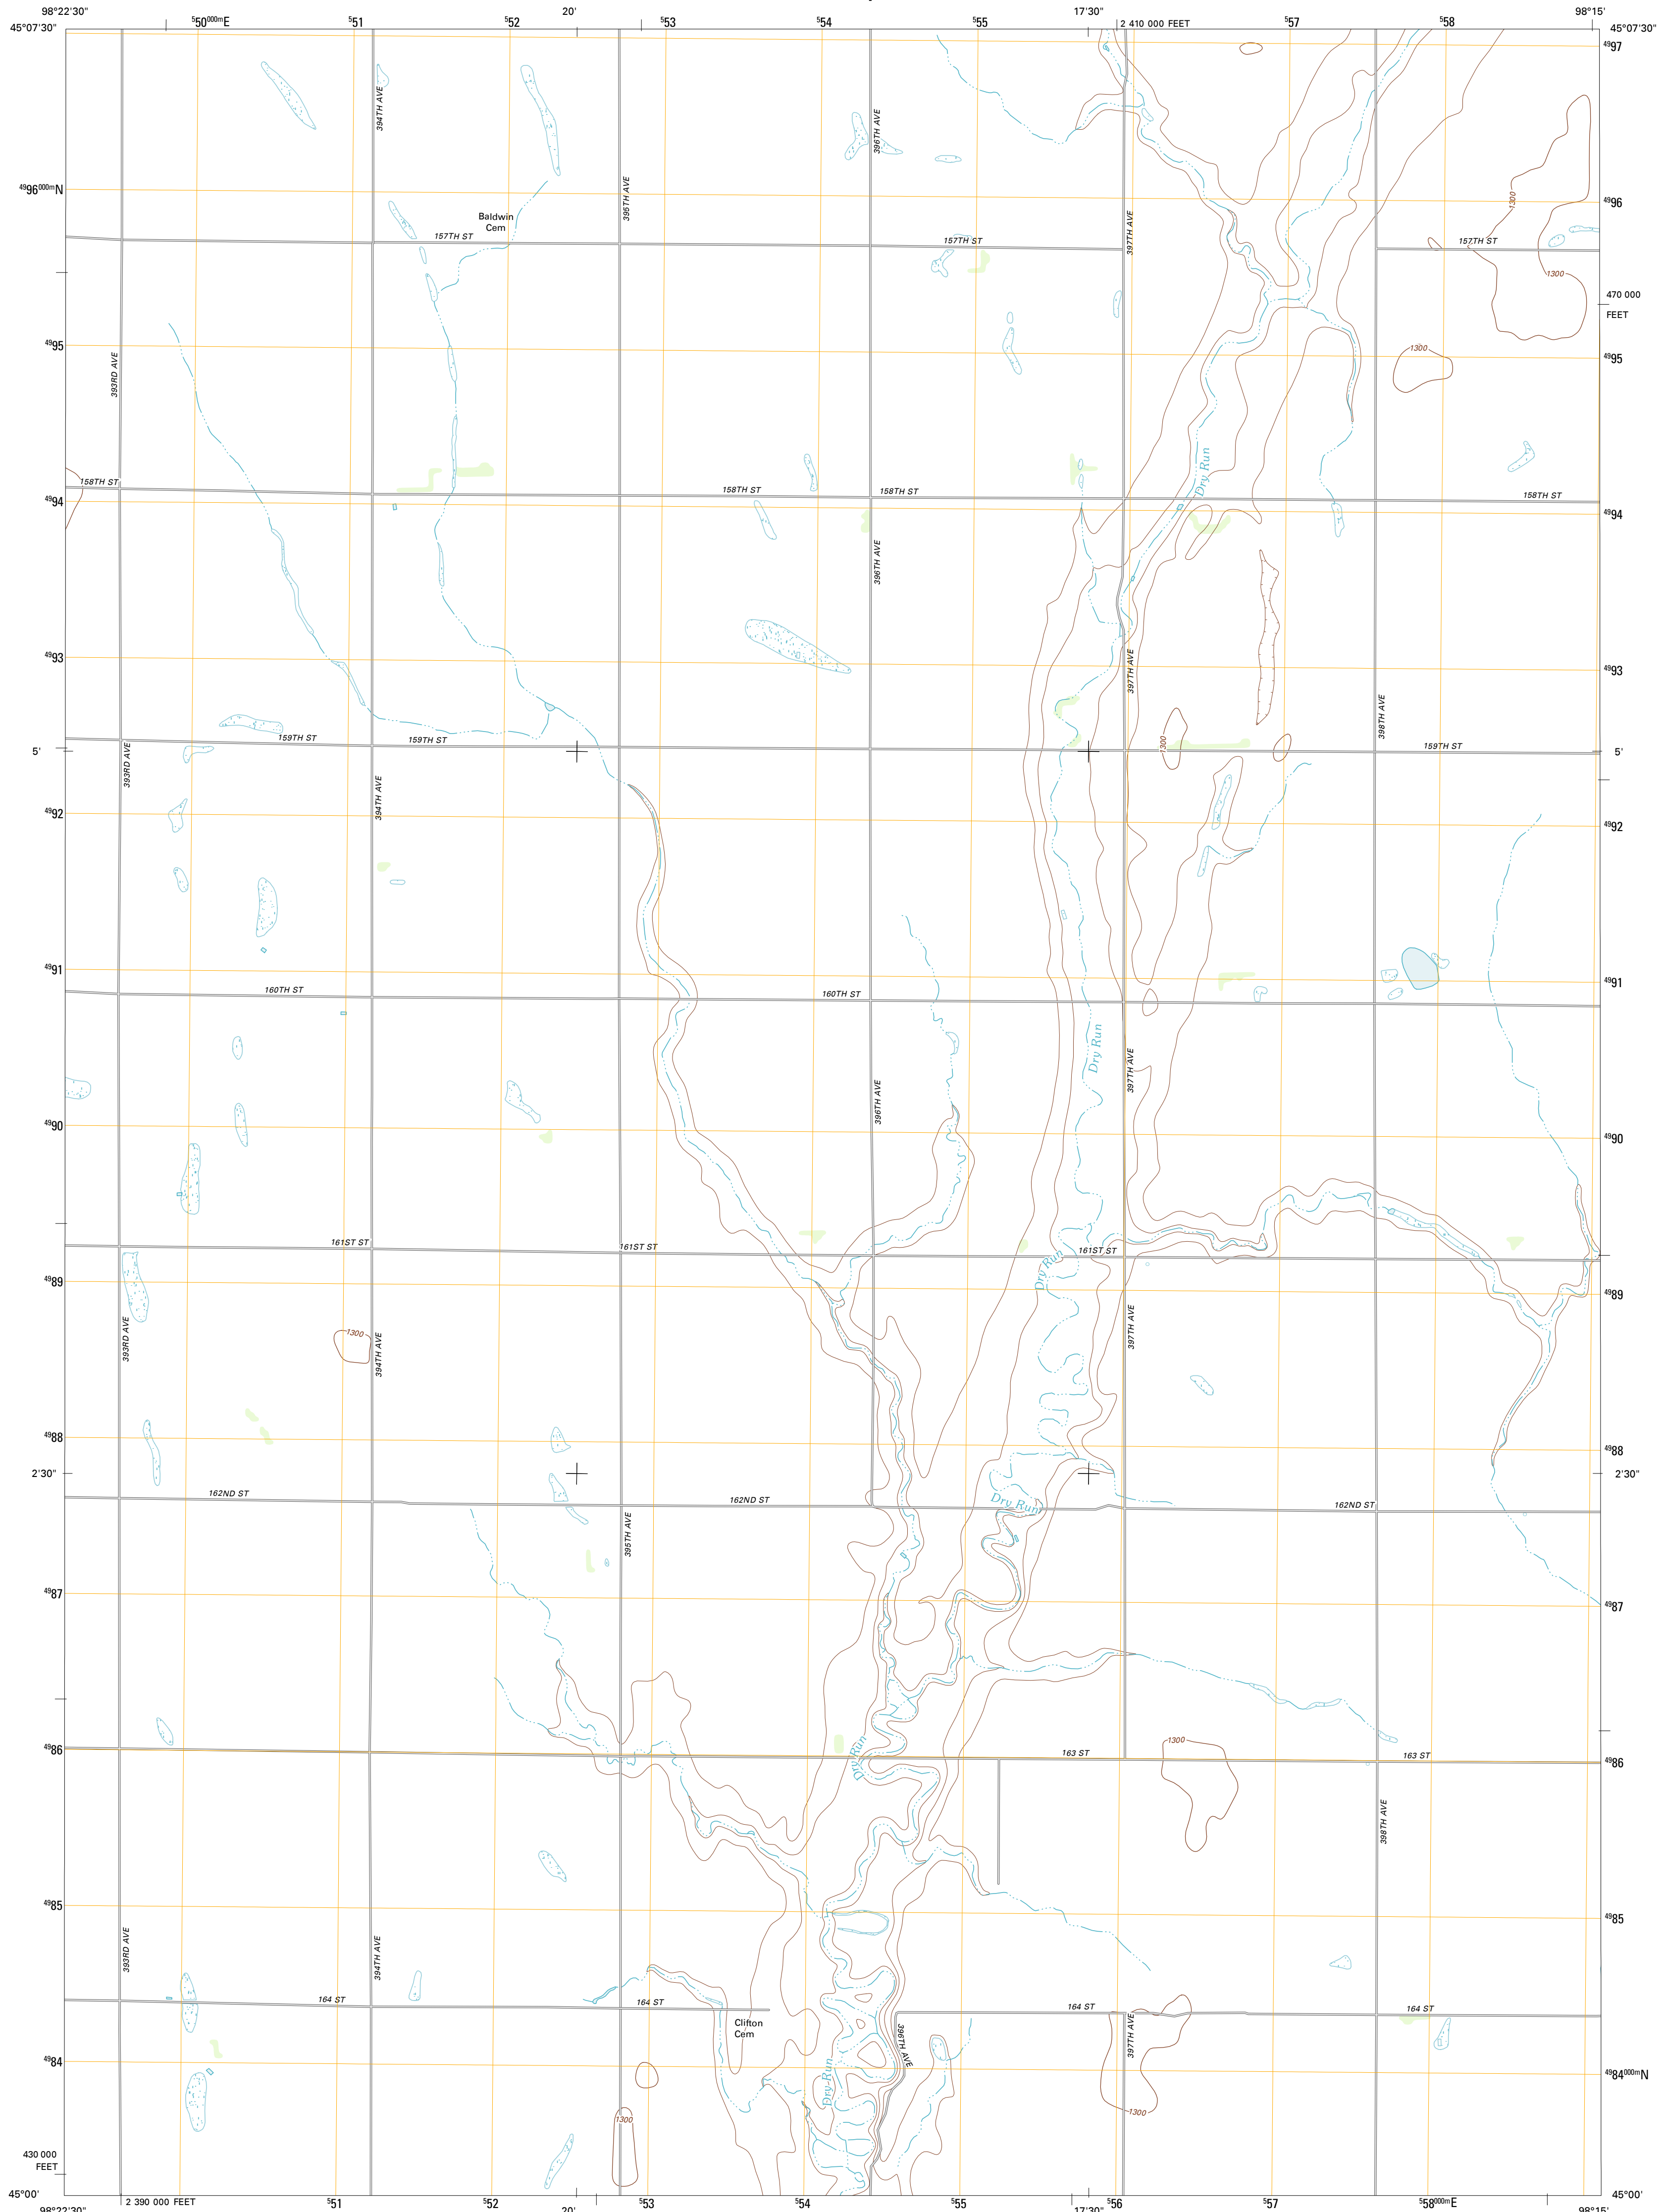 98°22'30" 20' 17'30" 98°15'
⁵50⁰⁰⁰ᵐE ⁵51 ⁵52 ⁵53 ⁵54 ⁵55 2 410 000 FEET ⁵57 ⁵58
45°07'30" 45°07'30"
⁴⁹97
394TH AVE
396TH AVE
395TH AVE
⁴⁹96⁰⁰⁰ᵐN ⁴⁹96
1300
Baldwin
Cem
397TH AVE
157TH ST 157TH ST 157TH ST
1300
470 000
FEET
⁴⁹95 ⁴⁹95
1300
393RD AVE
Dry Run
158TH ST 158TH ST 158TH ST 158TH ST
⁴⁹94 ⁴⁹94
396TH AVE
⁴⁹93 ⁴⁹93
397TH AVE
398TH AVE
159TH ST 159TH ST 1300 159TH ST
5' 5'
393RD AVE
394TH AVE
⁴⁹92 ⁴⁹92
⁴⁹91 ⁴⁹91
160TH ST 160TH ST
Dry Run
397TH AVE
396TH AVE
⁴⁹90 ⁴⁹90
161ST ST 161ST ST 161ST ST
Dry Run
⁴⁹89 ⁴⁹89
393RD AVE
1300
394TH AVE
397TH AVE
⁴⁹88 ⁴⁹88
2'30" 2'30"
162ND ST 162ND ST Dry Run 162ND ST
395TH AVE
⁴⁹87 ⁴⁹87
⁴⁹86 Dry Run 163 ST 1300 163 ST ⁴⁹86
398TH AVE
⁴⁹85 ⁴⁹85
393RD AVE
394TH AVE
164 ST 164 ST 164 ST 164 ST
Clifton
Cem
396TH AVE
397TH AVE
⁴⁹84 ⁴⁹84⁰⁰⁰ᵐN
Dry Run
1300 1300
430 000
FEET
45°00' 45°00'
2 390 000 FEET ⁵51 ⁵52 ⁵53 ⁵54 ⁵55 ⁵56 ⁵57 ⁵58⁰⁰⁰ᵐE
98°22'30" 20' 17'30" 98°15'